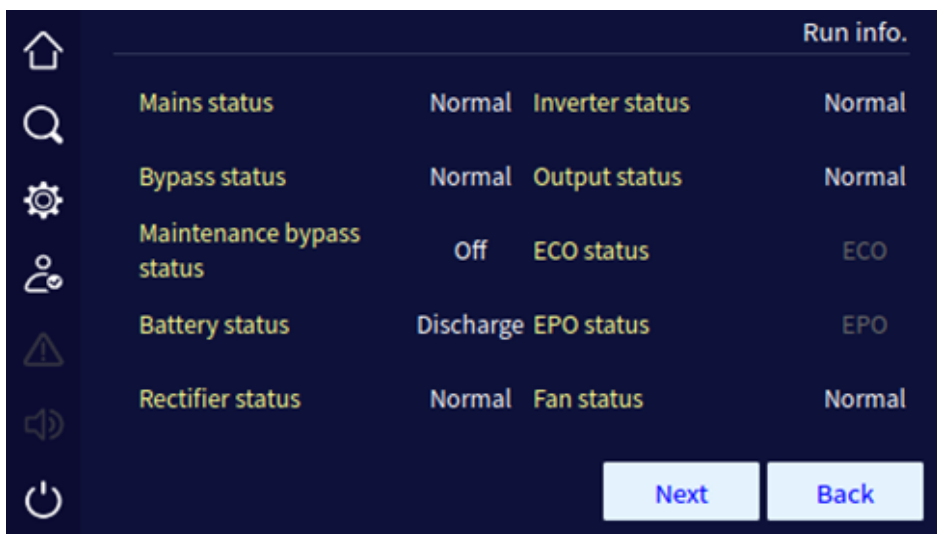 Run info.
Mains status Normal Inverter status Normal
Bypass status Normal Output status Normal
Maintenance bypass
status Off ECO status ECO
Battery status Discharge EPO status EPO
Rectifier status Normal Fan status Normal
Next Back